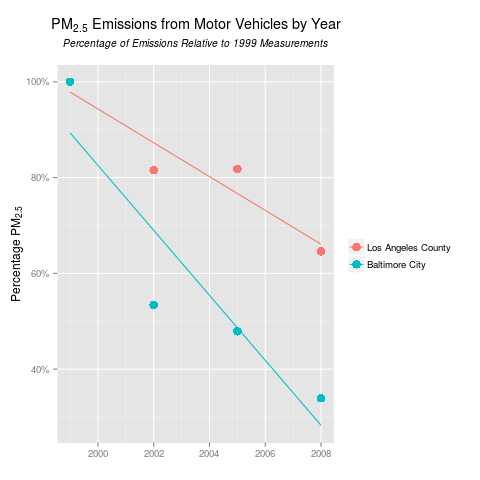 PM2.5 Emissions from Motor Vehicles by Year
Percentage of Emissions Relative to 1999 Measurements
100%
80%
60%
40%
Percentage PM2.5
2000 2002 2004 2006 2008
Los Angeles County
Baltimore City